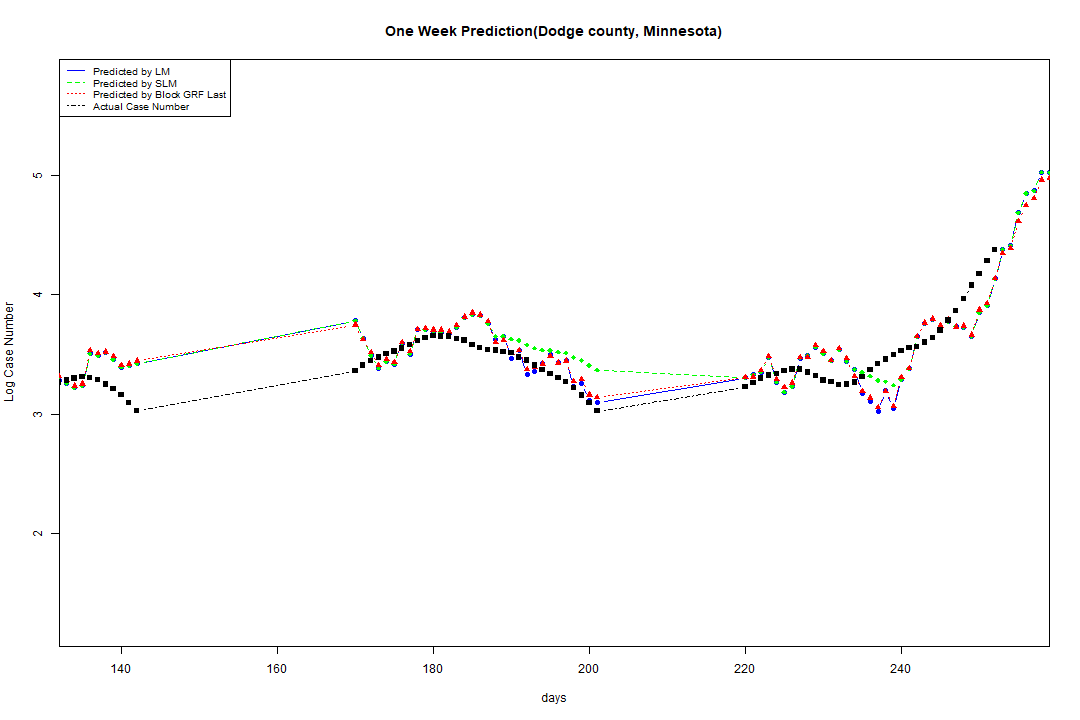 One Week Prediction(Dodge county, Minnesota)
Predicted by LM
Predicted by SLM
Predicted by Block GRF Last
Actual Case Number
5
4
3
2
Log Case Number
140 160 180 200 220 240
days